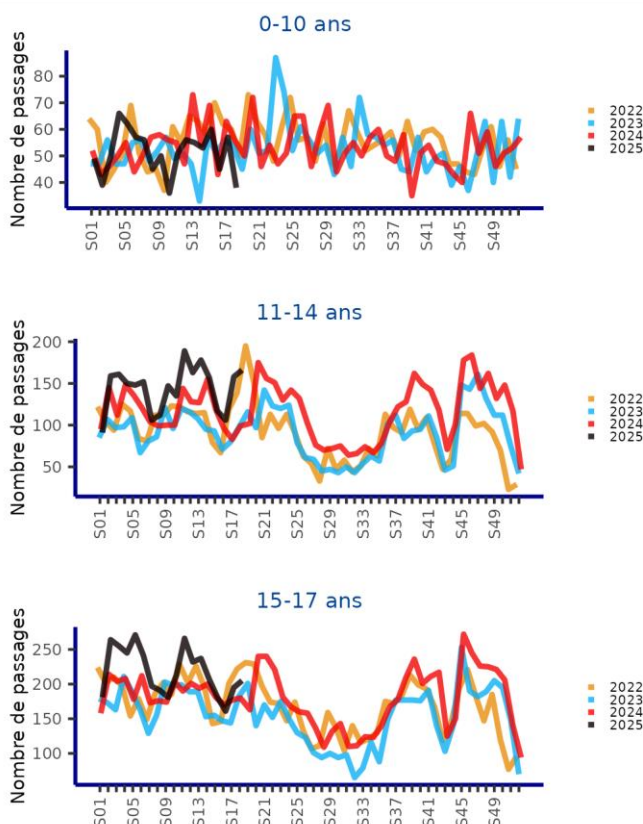 0-10 ans
Nombre de passages
80
70
60
50
40
S01
S05
S09
S13
S17
S21
S25
S29
S33
S37
S41
S45
S49
2022
2023
2024
2025
11-14 ans
Nombre de passages
200
150
100
50
S01
S05
S09
S13
S17
S21
S25
S29
S33
S37
S41
S45
S49
2022
2023
2024
2025
15-17 ans
Nombre de passages
250
200
150
100
S01
S05
S09
S13
S17
S21
S25
S29
S33
S37
S41
S45
S49
2022
2023
2024
2025